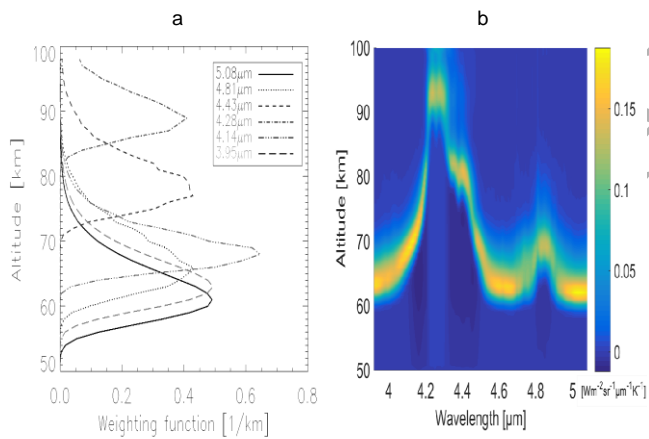 a
b
100
90
80
70
60
50
0.0
0.2
0.4
0.6
0.8
Altitude [km]
Weighting function [1/km]
5.08μm
4.81μm
4.43μm
4.28μm
4.14μm
3.95μm
100
90
80
70
60
50
4
4.2
4.4
4.6
4.8
5
Altitude [km]
Wavelength [μm]
0.15
0.1
0.05
0
[Wm⁻²sr⁻¹μm⁻¹K⁻¹]